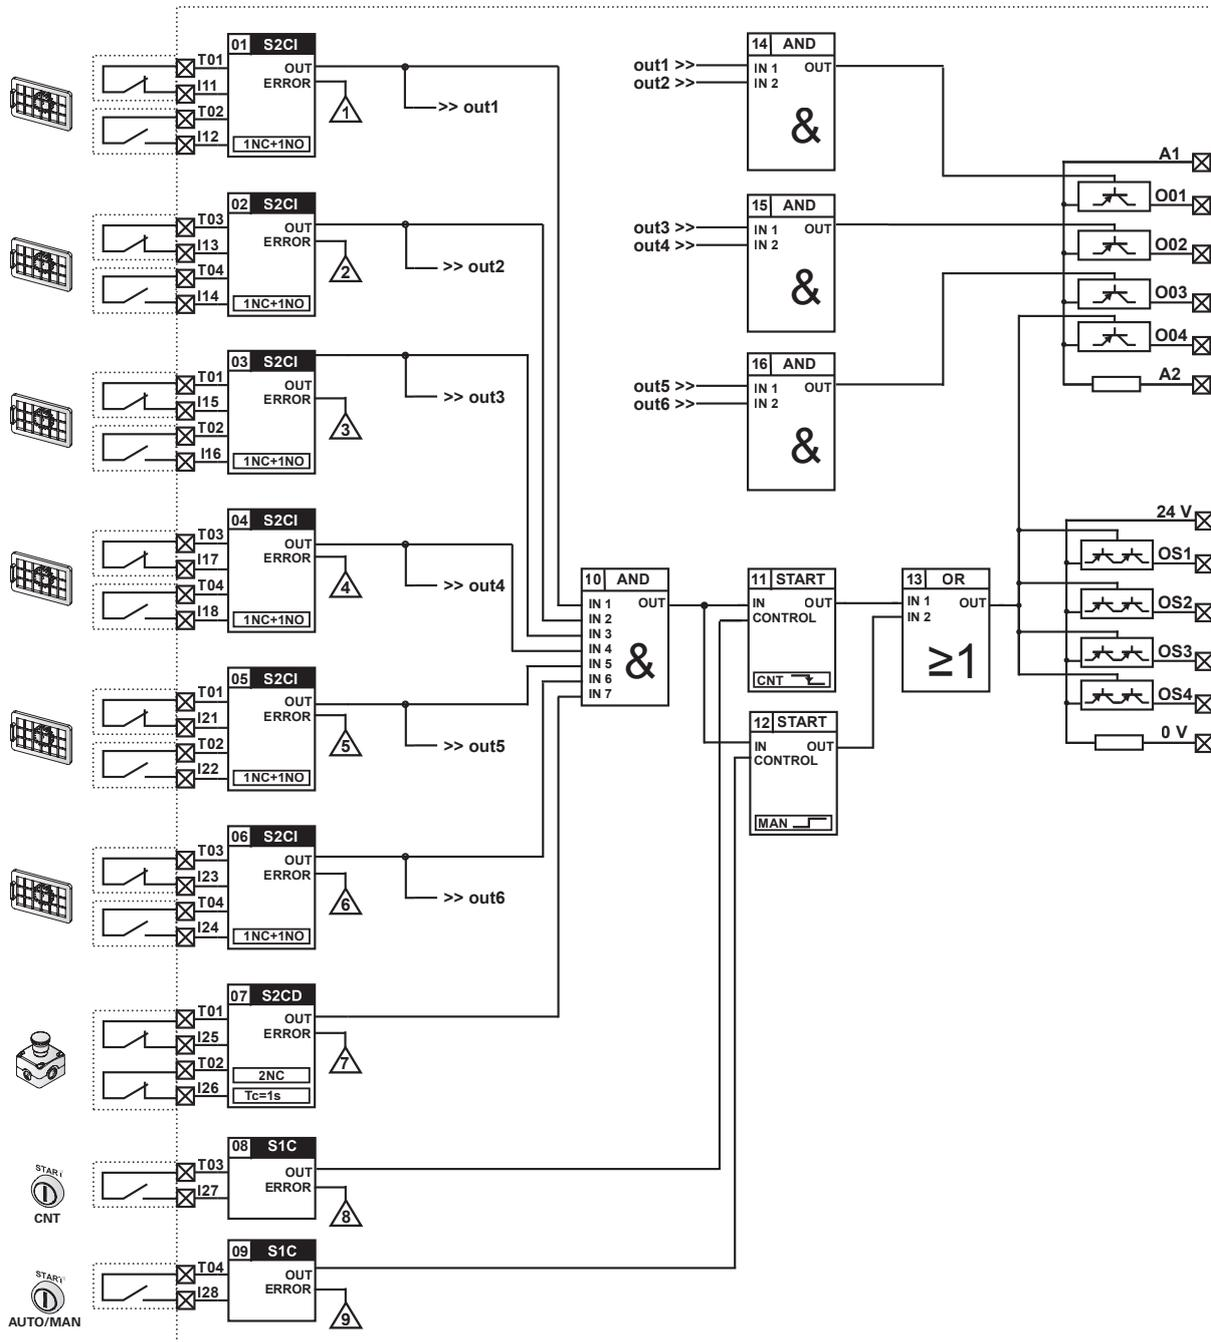 01 S2CI
T01
OUT
I11
ERROR
T02
1
>> out1
I12
1NC+1NO
02 S2CI
T03
OUT
I13
ERROR
T04
2
>> out2
I14
1NC+1NO
03 S2CI
T01
OUT
I15
ERROR
T02
3
>> out3
I16
1NC+1NO
04 S2CI
T03
OUT
I17
ERROR
T04
4
>> out4
I18
1NC+1NO
05 S2CI
T01
OUT
I21
ERROR
T02
5
>> out5
I22
1NC+1NO
06 S2CI
T03
OUT
I23
ERROR
T04
6
>> out6
I24
1NC+1NO
07 S2CD
T01
OUT
I25
ERROR
T02
7
2NC
I26
Tc=1s
08 S1C
START
T03
OUT
I27
ERROR
8
CNT
09 S1C
START
T04
OUT
I28
ERROR
9
AUTO/MAN
14 AND
out1 >>
IN 1 OUT
out2 >>
IN 2
&
15 AND
out3 >>
IN 1 OUT
out4 >>
IN 2
&
16 AND
out5 >>
IN 1 OUT
out6 >>
IN 2
&
10 AND
IN 1 OUT
IN 2
IN 3
IN 4
IN 5
IN 6
IN 7
&
11 START
IN OUT
CONTROL
CNT
12 START
IN OUT
CONTROL
MAN
13 OR
IN 1 OUT
IN 2
≥1
A1
O01
O02
O03
O04
A2
24 V
OS1
OS2
OS3
OS4
0 V